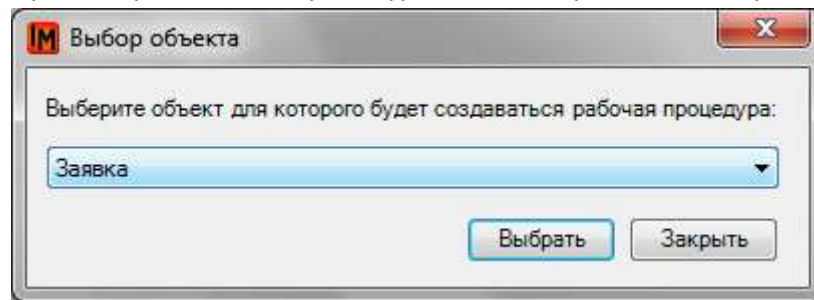 IM Выбор объекта
Выберите объект для которого будет создаваться рабочая процедура:
Заявка
Выбрать Закрыть